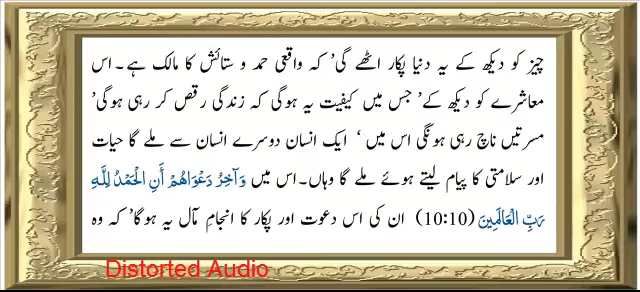 چیز کو دیکھ کے یہ دنیا پکار اٹھے گی' کہ واقعی حمد و ستائش کا مالک ہے۔ اس
معاشرے کو دیکھ کے' جس میں کیفیت یہ ہوگی کہ زندگی رقص کر رہی ہوگی'
مسرتیں ناچ رہی ہونگی اس میں ' ایک انسان دوسرے انسان سے ملے گا حیات
اور سلامتی کا پیام لیتے ہوئے ملے گا وہاں۔ اس میں وَآخِرُ دَعْوَاهُمْ أَنِ الْحَمْدُ لِلَّهِ
رَبِّ الْعَالَمِينَ (10:10) ان کی اس دعوت اور پکار کا انجامِ مآل یہ ہوگا' کہ وہ
Distorted Audio